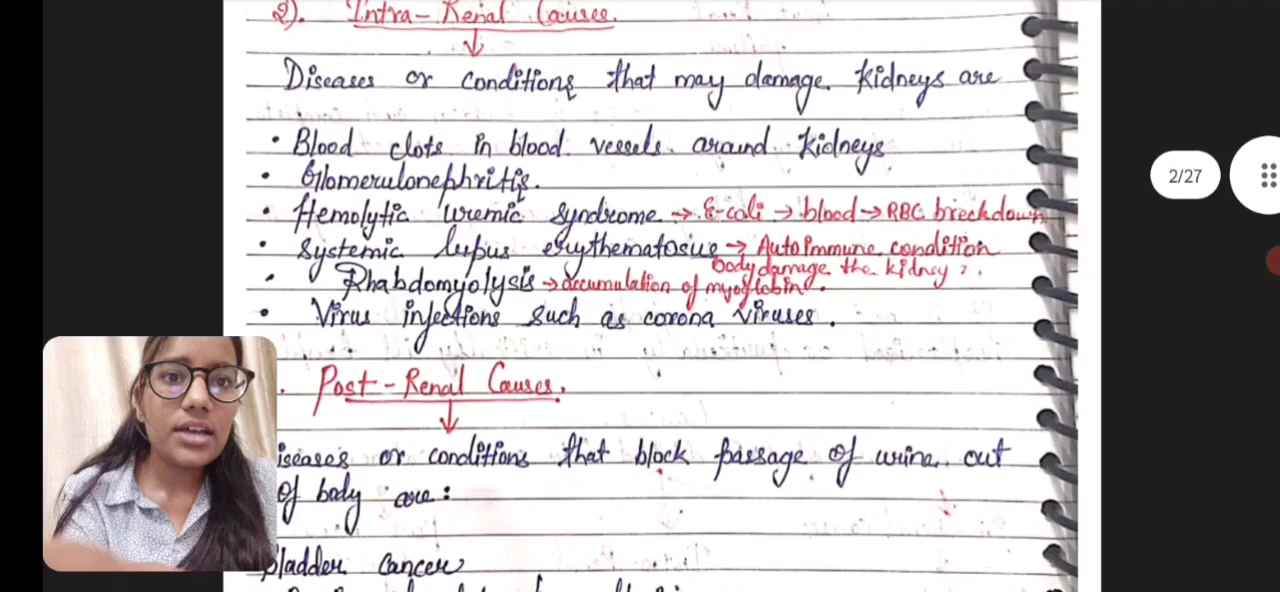 2). Intra-Renal Causes.
↓
Diseases or conditions that may damage kidneys are
• Blood clots in blood vessels around kidneys
• Glomerulonephritis.
• Hemolytic uremic syndrome → E-coli → blood → RBC breckdown
• systemic lupus erythematosus → Autoimmune condition
body damage the kidney
• Rhabdomyolysis → accumulation of myoglobin.
• Virus infections such as corona viruses.
. Post-Renal Causes.
↓
iseases or conditions that block passage of urine out
of body are:
Bladder cancer
2/27